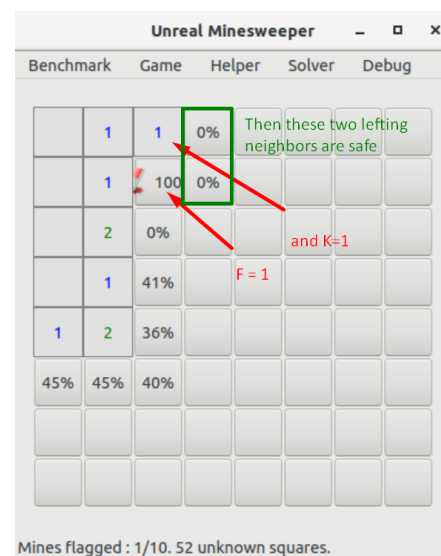 Unreal Minesweeper
Benchmark Game Helper Solver Debug
1 1 0% Then these two lefting
neighbors are safe
1 100 0%
2 0% and K=1
1 41% F = 1
1 2 36%
45% 45% 40%
Mines flagged : 1/10. 52 unknown squares.